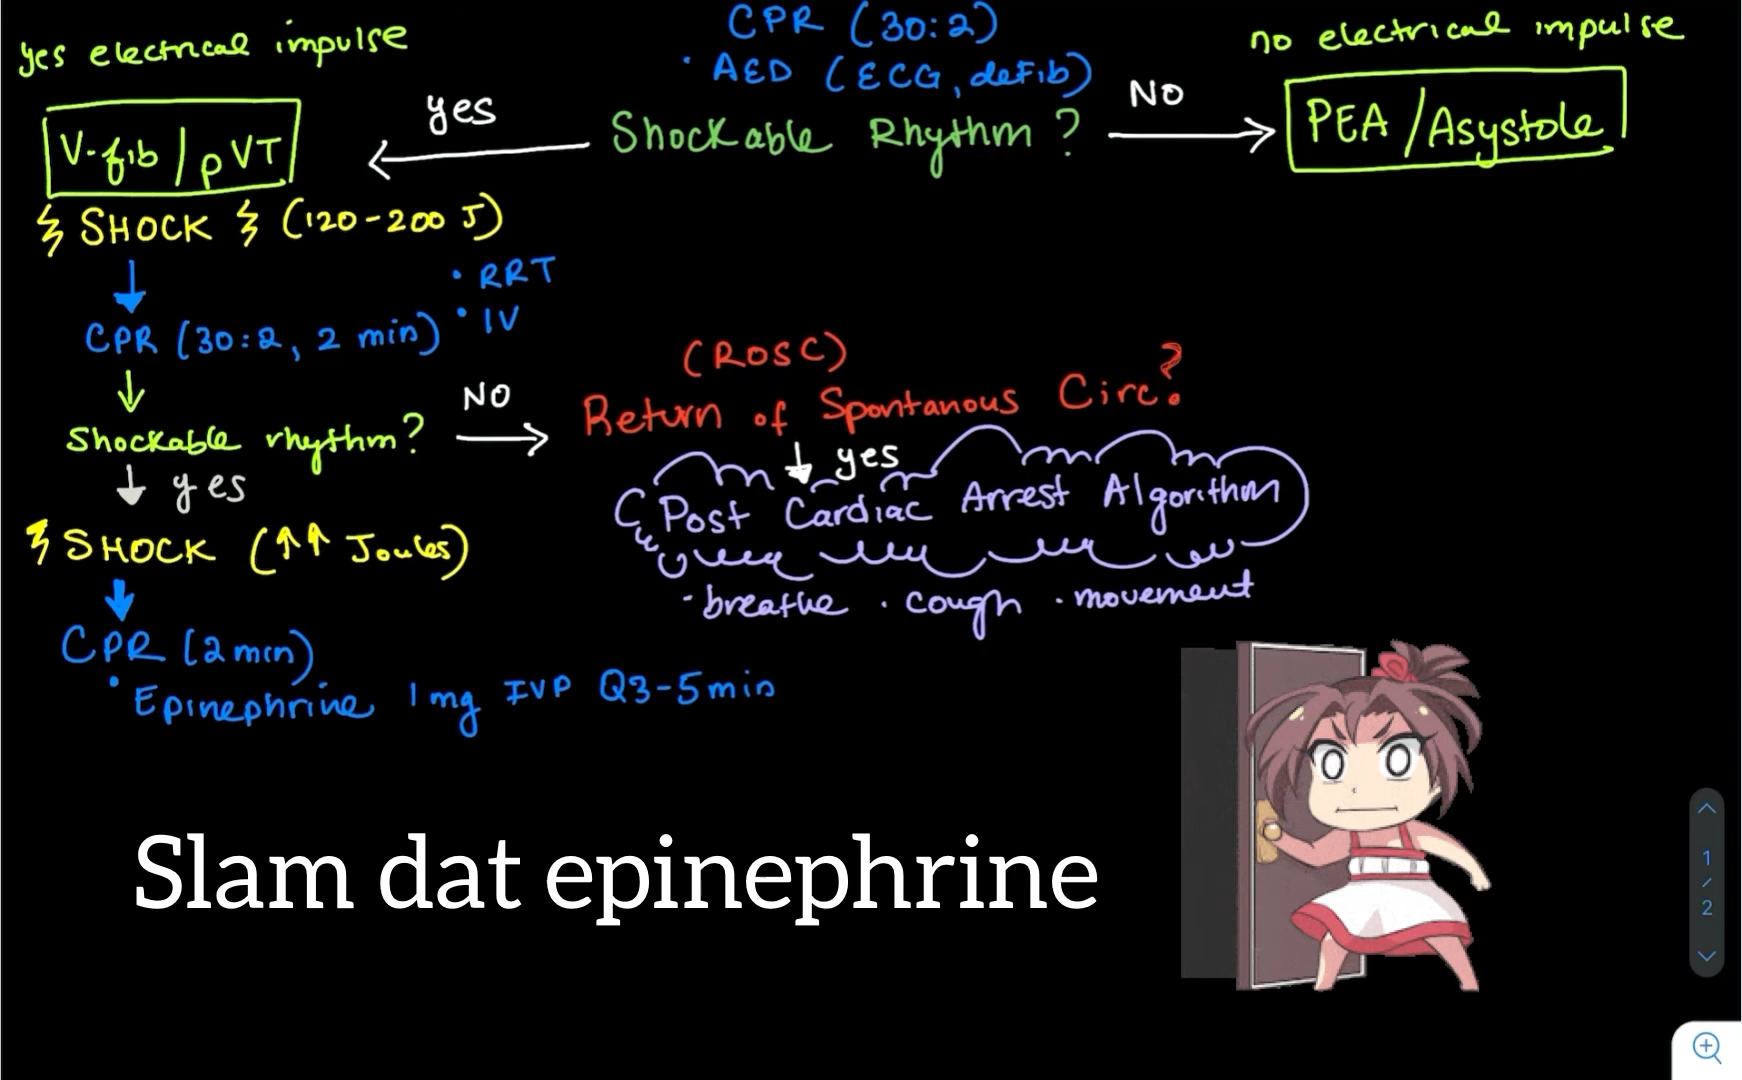 yes electrical impulse
CPR (30:2)
no electrical impulse
• AED (ECG, defib)
yes
NO
V-fib / pVT
Shockable Rhythm ?
PEA / Asystole
SHOCK (120-200 J)
• RRT
CPR (30:2, 2 min)
• IV
(ROSC)
NO
Return of Spontanous Circ.?
Shockable rhythm?
yes
yes
Post Cardiac Arrest Algorithm
SHOCK (↑↑ Joules)
• breathe • cough • movement
CPR (2 min)
• Epinephrine 1 mg IVP Q3-5min
Slam dat epinephrine
1
/
2